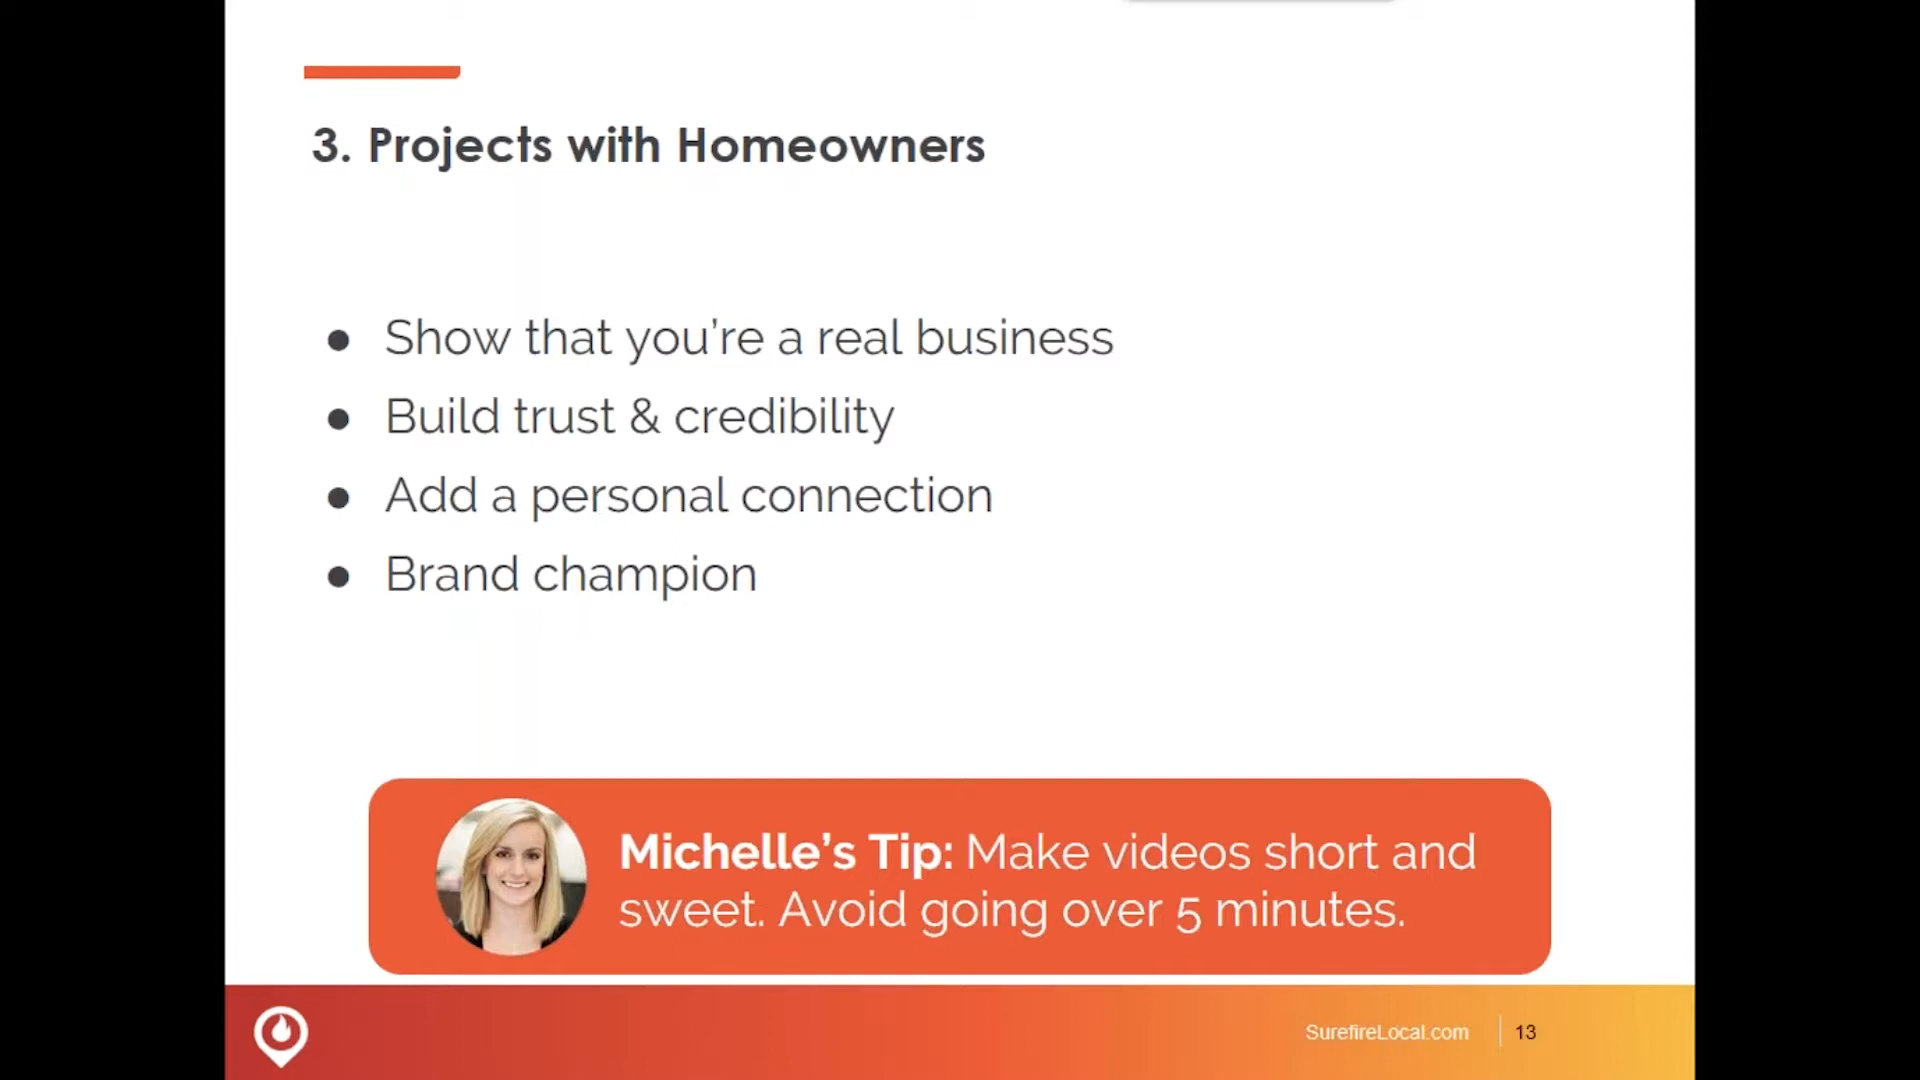 3. Projects with Homeowners
● Show that you’re a real business
● Build trust & credibility
● Add a personal connection
● Brand champion
Michelle’s Tip: Make videos short and
sweet. Avoid going over 5 minutes.
SurefireLocal.com
13